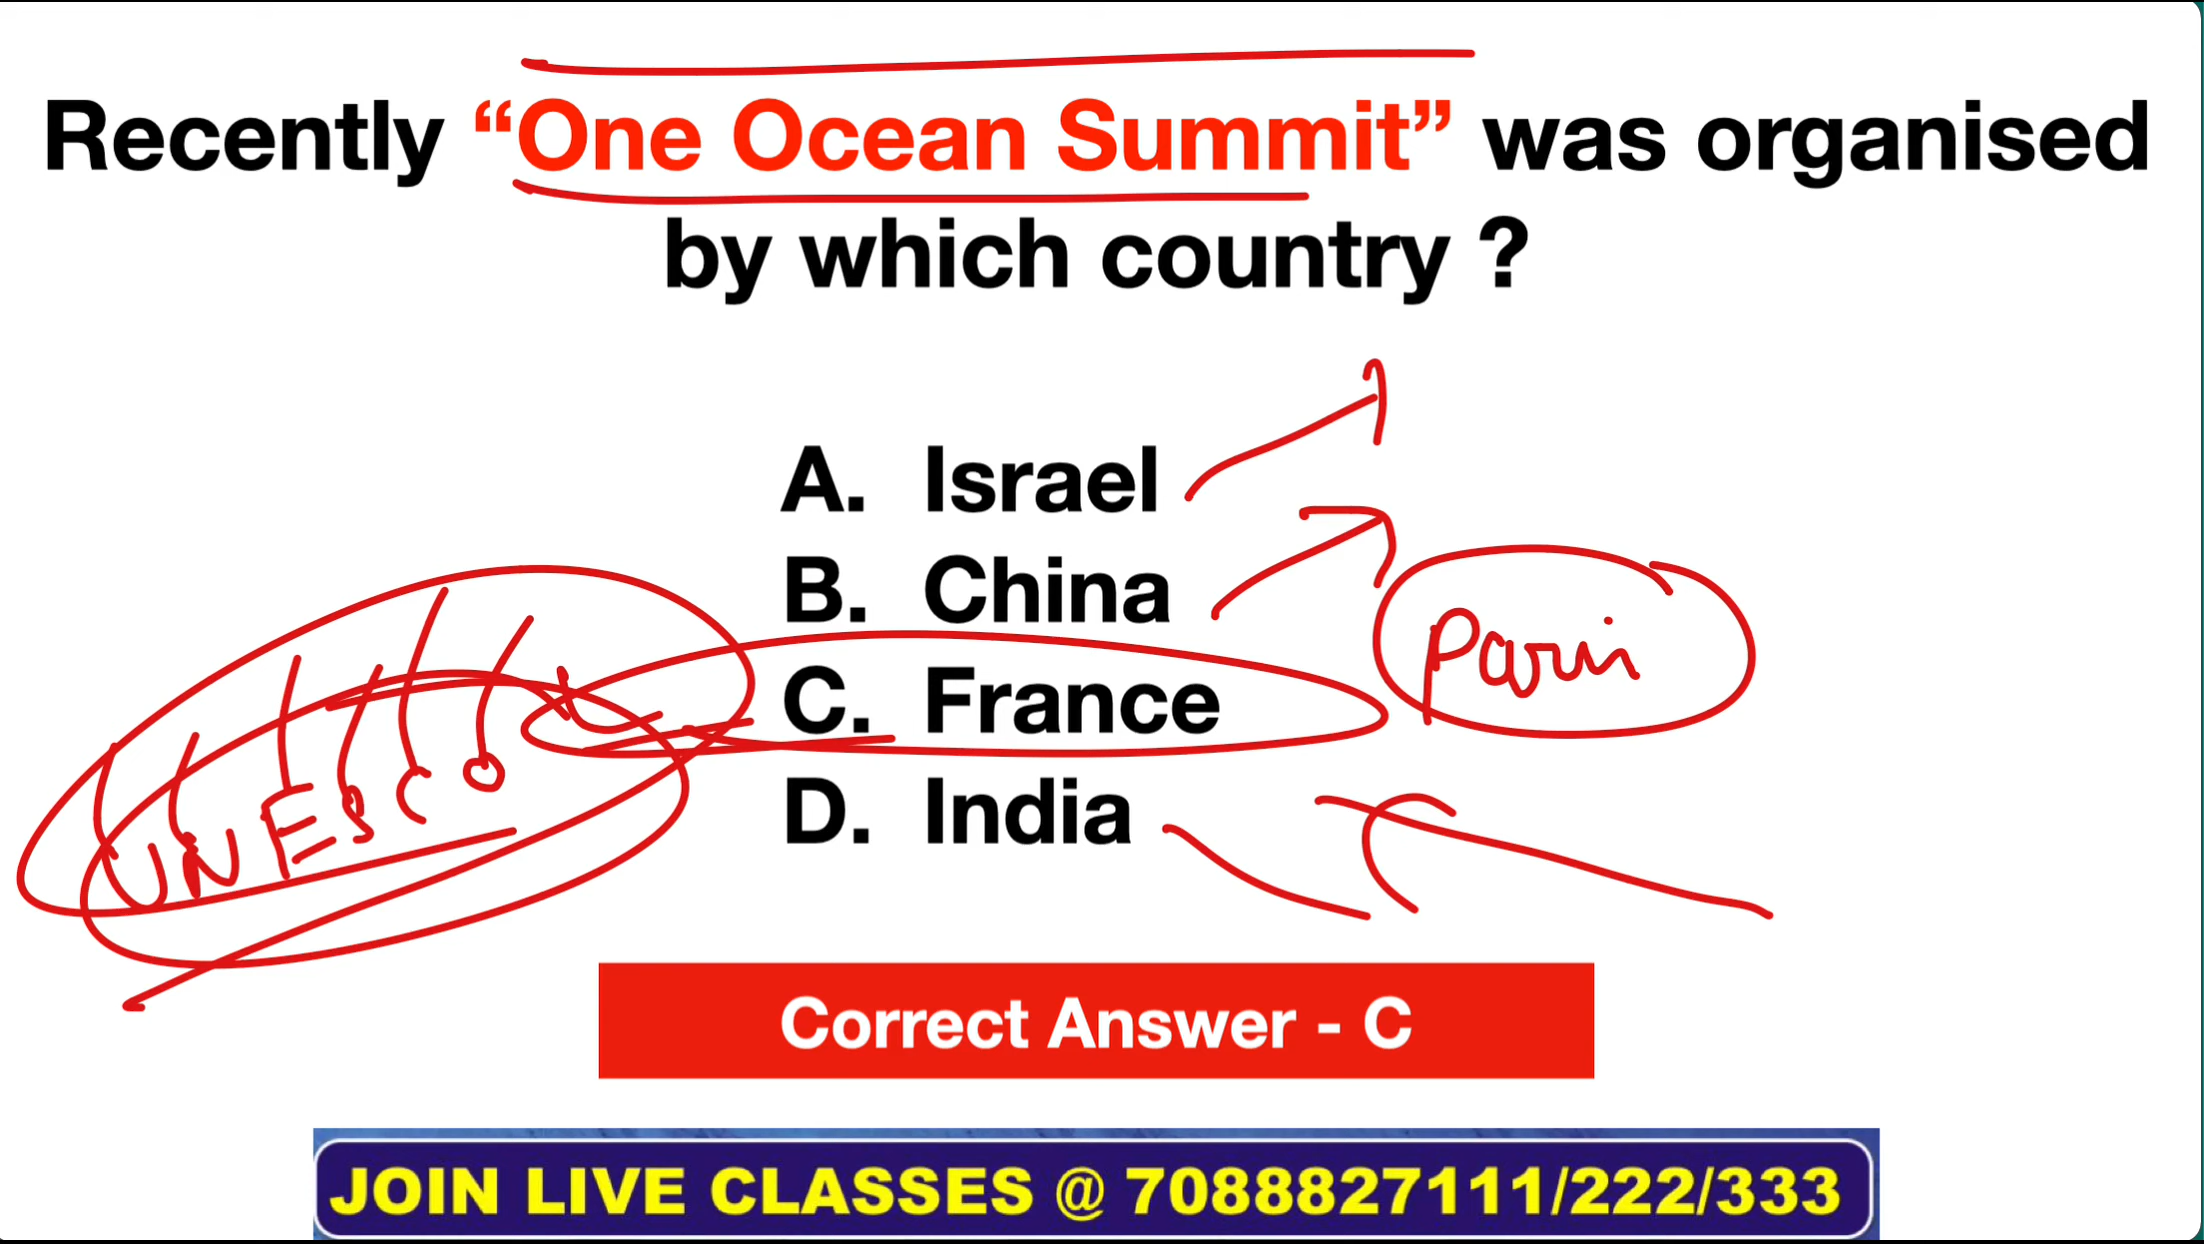 Recently “One Ocean Summit” was organised
by which country ?
A. Israel
B. China
Paris
C. France
UNESCO
D. India
Correct Answer - C
JOIN LIVE CLASSES @ 7088827111/222/333